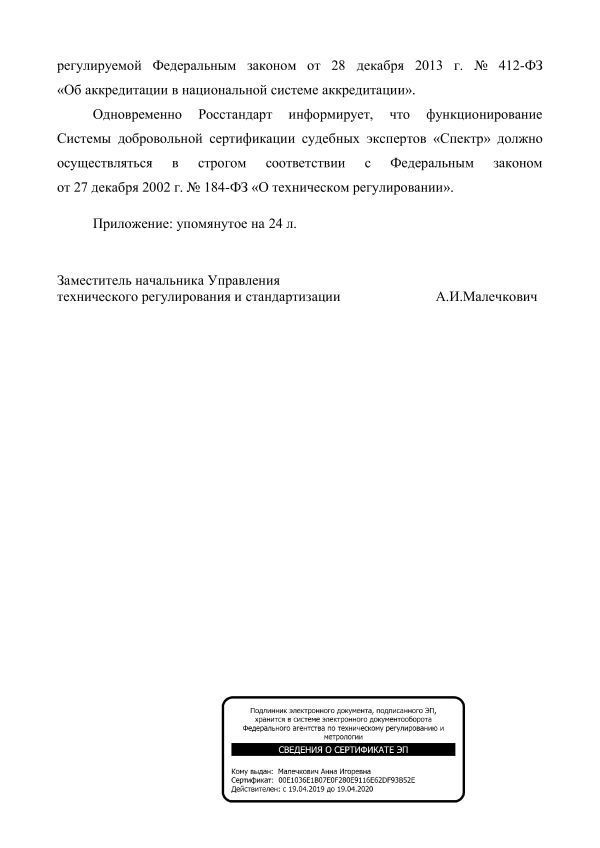 регулируемой Федеральным законом от 28 декабря 2013 г. № 412-ФЗ
«Об аккредитации в национальной системе аккредитации».
Одновременно Росстандарт информирует, что функционирование
Системы добровольной сертификации судебных экспертов «Спектр» должно
осуществляться в строгом соответствии с Федеральным законом
от 27 декабря 2002 г. № 184-ФЗ «О техническом регулировании».
Приложение: упомянутое на 24 л.
Заместитель начальника Управления
технического регулирования и стандартизации А.И.Малечкович
Подлинник электронного документа, подписанного ЭП,
хранится в системе электронного документооборота
Федерального агентства по техническому регулированию и
метрологии
СВЕДЕНИЯ О СЕРТИФИКАТЕ ЭП
Кому выдан: Малечкович Анна Игоревна
Сертификат: 00E1036E1B07E0F280E9116E62DF93B52E
Действителен: с 19.04.2019 до 19.04.2020